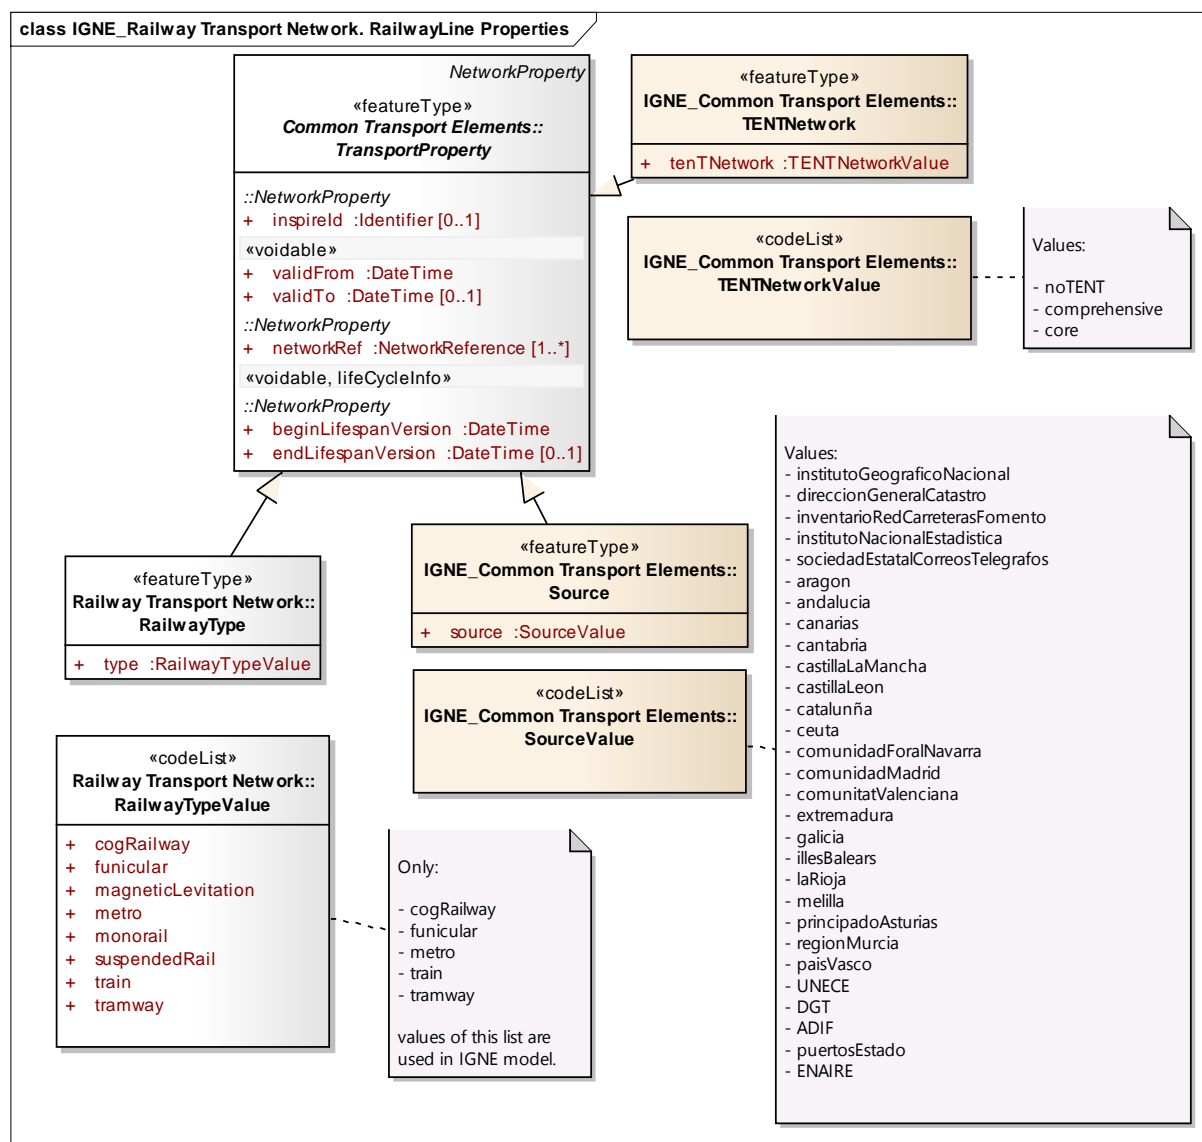 class IGNE_Railway Transport Network. RailwayLine Properties
NetworkProperty
«featureType»
Common Transport Elements::
TransportProperty
::NetworkProperty
+ inspireId :Identifier [0..1]
«voidable»
+ validFrom :DateTime
+ validTo :DateTime [0..1]
::NetworkProperty
+ networkRef :NetworkReference [1..*]
«voidable, lifeCycleInfo»
::NetworkProperty
+ beginLifespanVersion :DateTime
+ endLifespanVersion :DateTime [0..1]
«featureType»
IGNE_Common Transport Elements::
TENTNetwork
+ tenTNetwork :TENTNetworkValue
«codeList»
IGNE_Common Transport Elements::
TENTNetworkValue
Values:
- noTENT
- comprehensive
- core
«featureType»
Railway Transport Network::
RailwayType
+ type :RailwayTypeValue
«featureType»
IGNE_Common Transport Elements::
Source
+ source :SourceValue
«codeList»
IGNE_Common Transport Elements::
SourceValue
Values:
- institutoGeograficoNacional
- direccionGeneralCatastro
- inventarioRedCarreterasFomento
- institutoNacionalEstadistica
- sociedadEstatalCorreosTelegrafos
- aragon
- andalucia
- canarias
- cantabria
- castillaLaMancha
- castillaLeon
- catalunña
- ceuta
- comunidadForalNavarra
- comunidadMadrid
- comunitatValenciana
- extremadura
- galicia
- illesBalears
- laRioja
- melilla
- principadoAsturias
- regionMurcia
- paisVasco
- UNECE
- DGT
- ADIF
- puertosEstado
- ENAIRE
«codeList»
Railway Transport Network::
RailwayTypeValue
+ cogRailway
+ funicular
+ magneticLevitation
+ metro
+ monorail
+ suspendedRail
+ train
+ tramway
Only:
- cogRailway
- funicular
- metro
- train
- tramway
values of this list are
used in IGNE model.